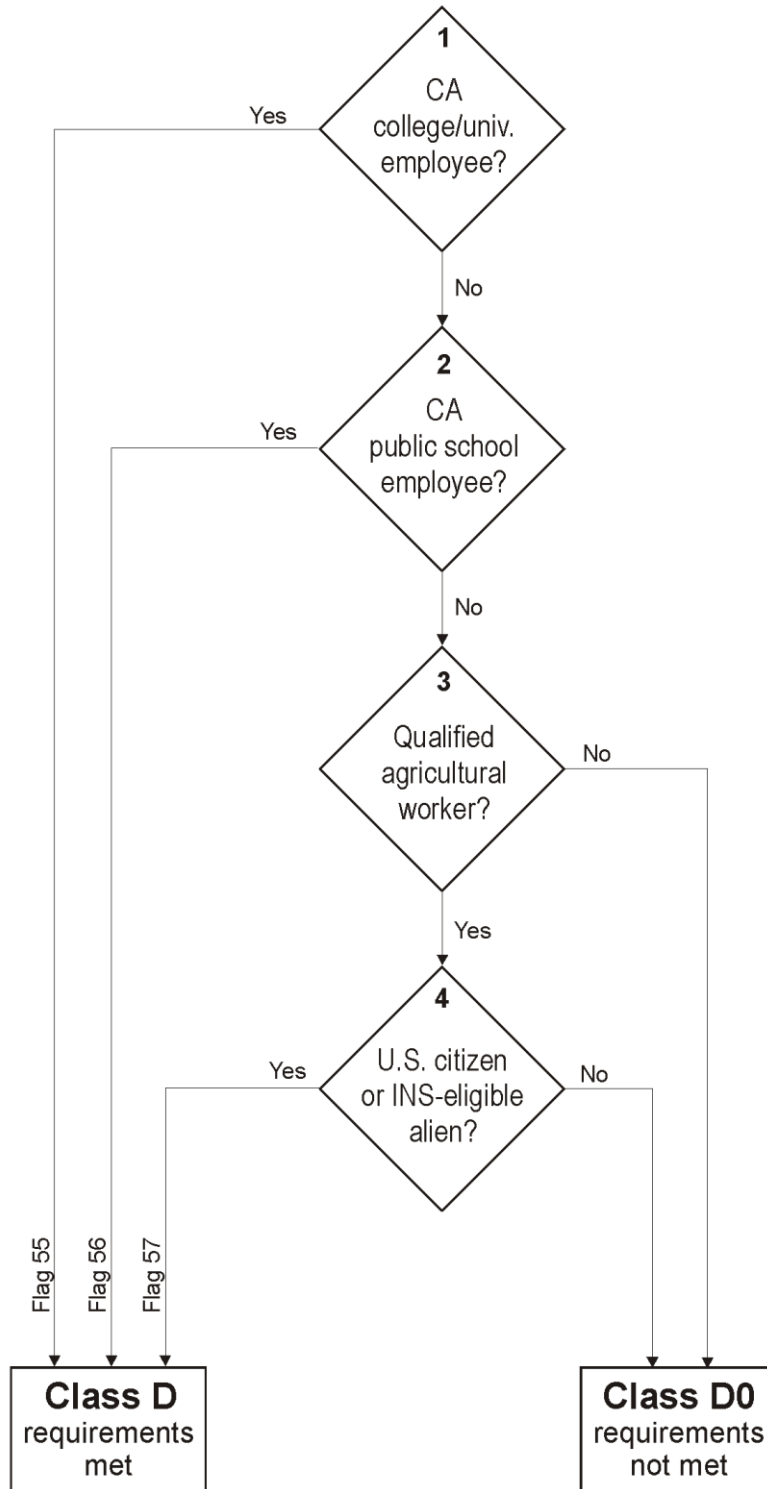 1
CA
college/univ.
employee?
Yes
No
2
CA
public school
employee?
Yes
No
3
Qualified
agricultural
worker?
No
Yes
4
U.S. citizen
or INS-eligible
alien?
Yes
No
Flag 55
Flag 56
Flag 57
Class D
requirements
met
Class D0
requirements
not met